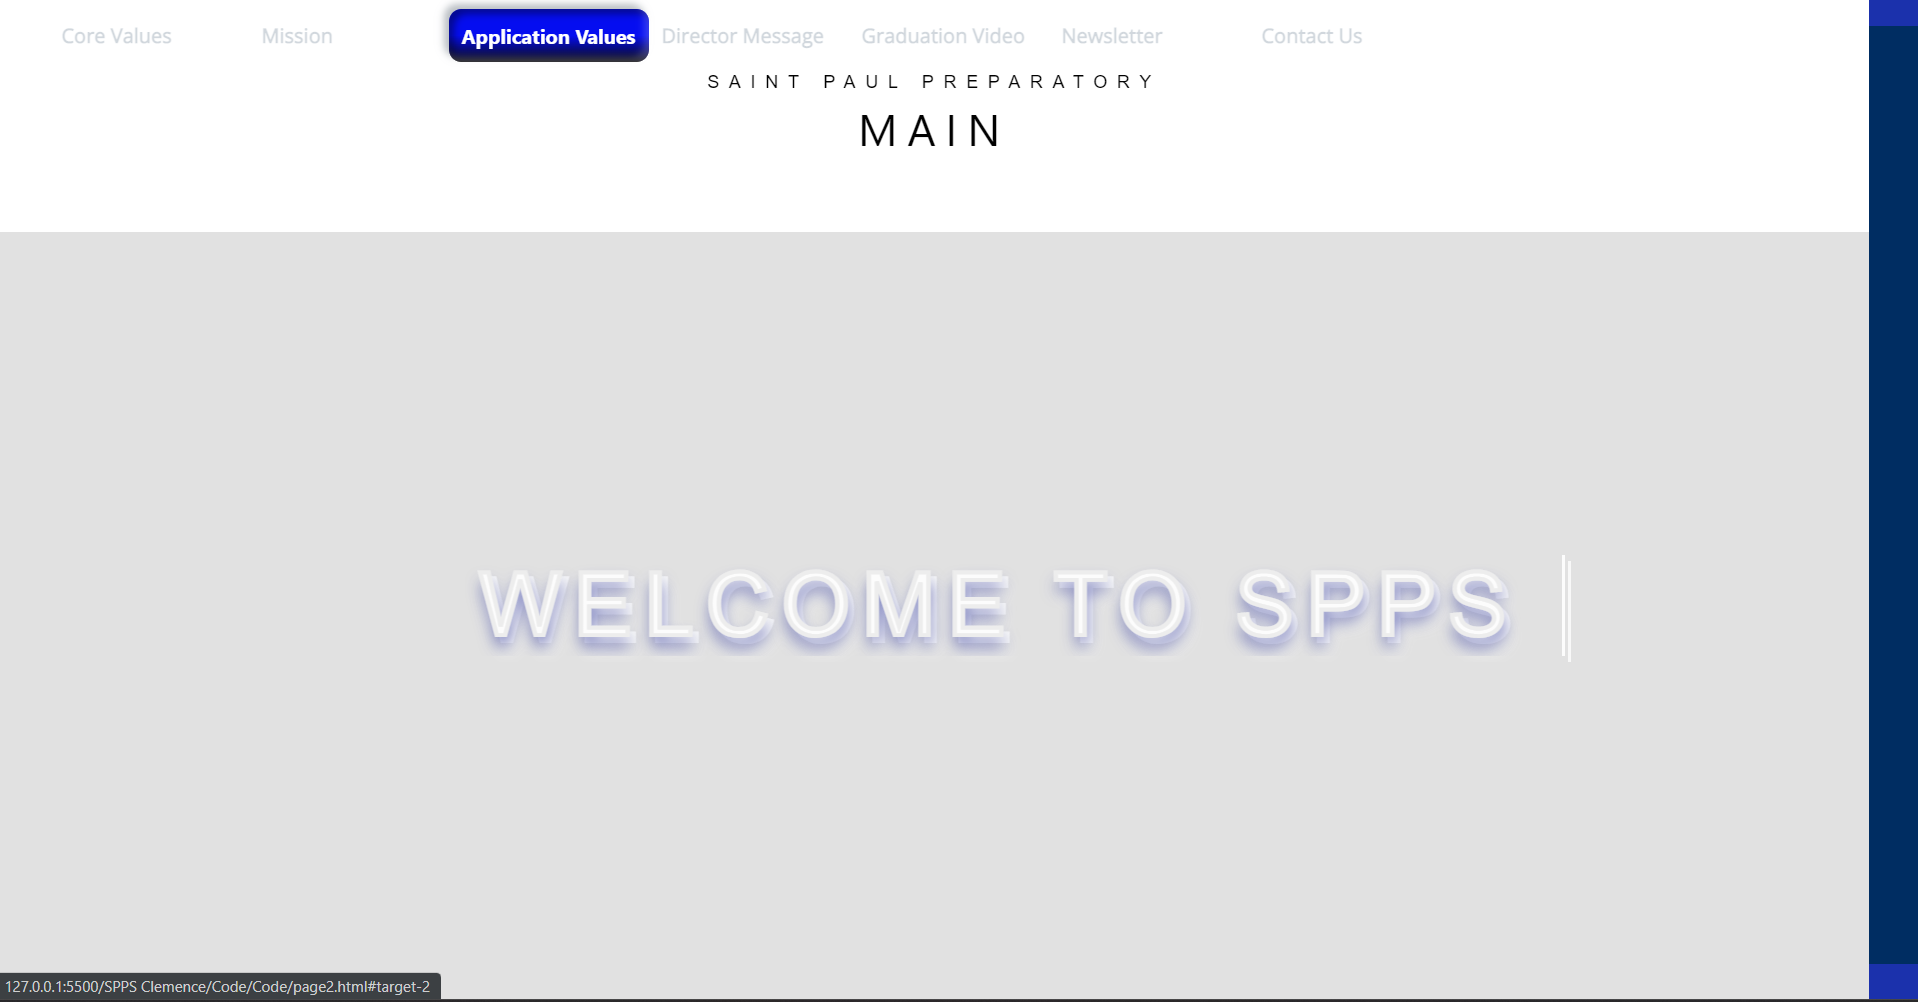 Core Values Mission Application Values Director Message Graduation Video Newsletter Contact Us
SAINT PAUL PREPARATORY
MAIN
WELCOME TO SPPS
127.0.0.1:5500/SPPS Clemence/Code/Code/page2.html#target-2